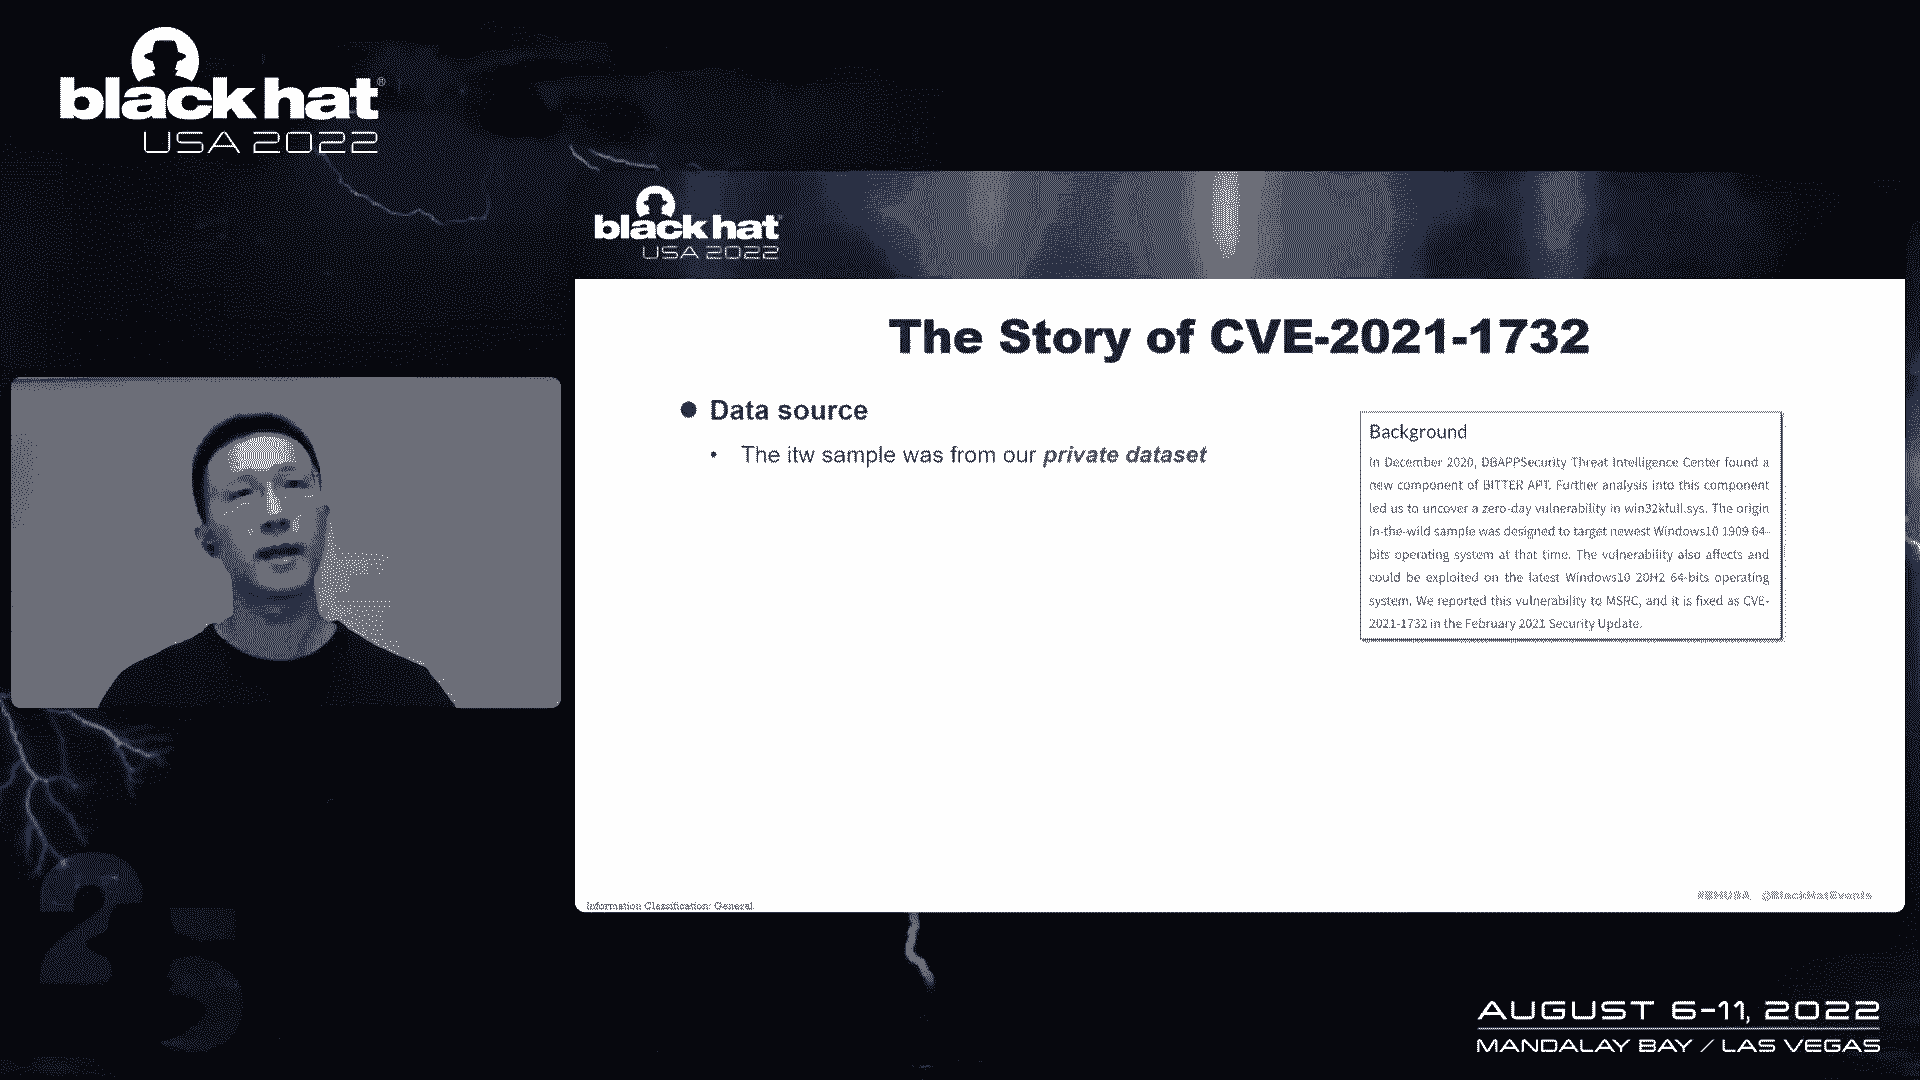 black hat®
USA 2022
black hat
USA 2022
The Story of CVE-2021-1732
● Data source
• The itw sample was from our private dataset
Background
In December 2020, DBAPPSecurity Threat Intelligence Center found a
new component of BITTER APT. Further analysis into this component
led us to uncover a zero-day vulnerability in win32kfull.sys. The origin
in-the-wild sample was designed to target newest Windows10 1909 64-
bits operating system at that time. The vulnerability also affects and
could be exploited on the latest Windows10 20H2 64-bits operating
system. We reported this vulnerability to MSRC, and it is fixed as CVE-
2021-1732 in the February 2021 Security Update.
Information Classification: General
#BHUSA @BlackHatEvents
25
AUGUST 6-11, 2022
MANDALAY BAY / LAS VEGAS